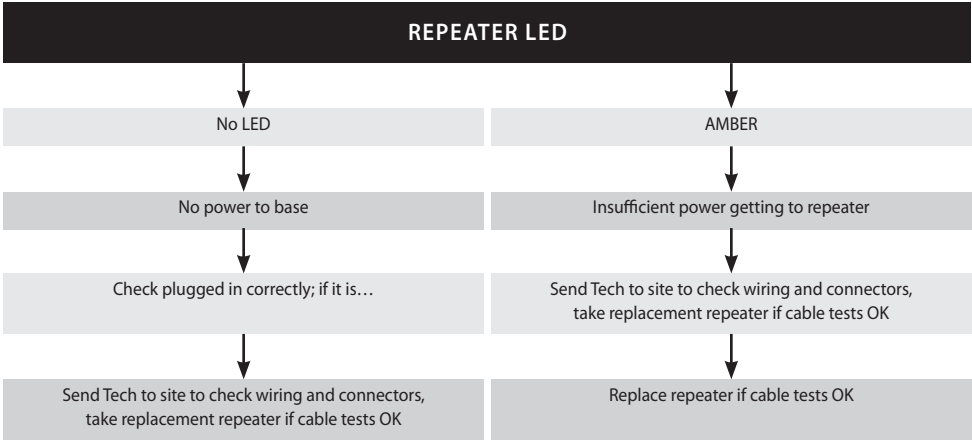 REPEATER LED
No LED
AMBER
No power to base
Insufficient power getting to repeater
Check plugged in correctly; if it is…
Send Tech to site to check wiring and connectors,
take replacement repeater if cable tests OK
Send Tech to site to check wiring and connectors,
take replacement repeater if cable tests OK
Replace repeater if cable tests OK